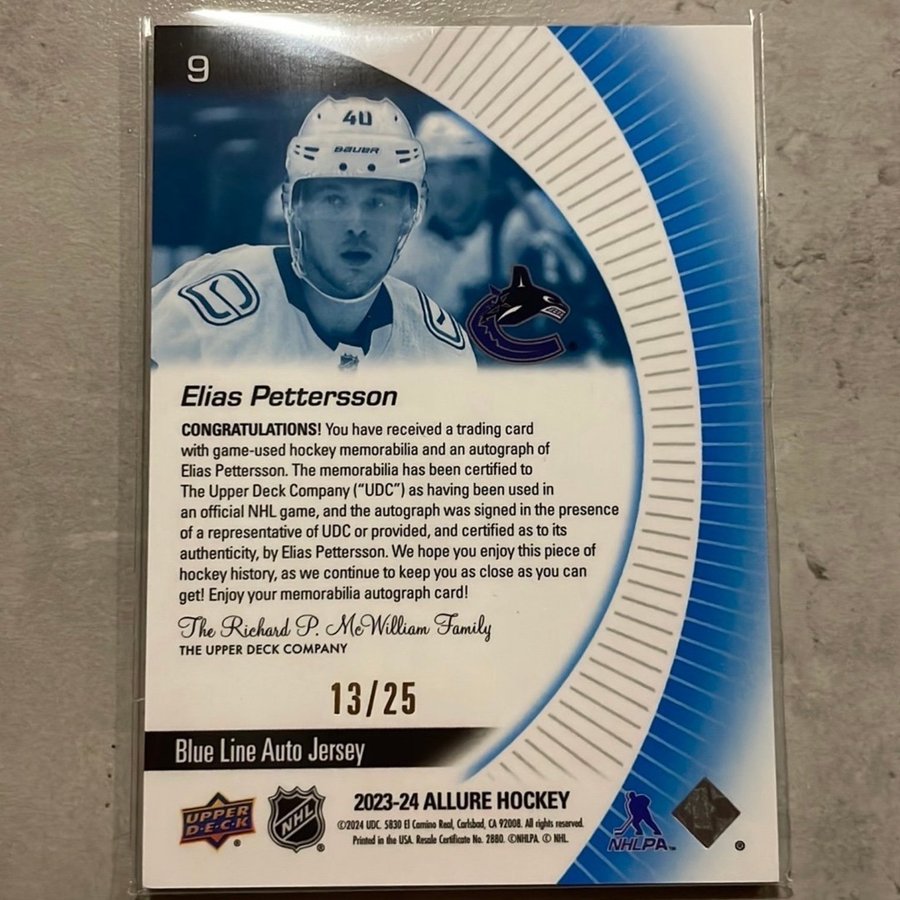 9
40
BAUER
Elias Pettersson
CONGRATULATIONS! You have received a trading card
with game-used hockey memorabilia and an autograph of
Elias Pettersson. The memorabilia has been certified to
The Upper Deck Company (“UDC”) as having been used in
an official NHL game, and the autograph was signed in the presence
of a representative of UDC or provided, and certified as to its
authenticity, by Elias Pettersson. We hope you enjoy this piece of
hockey history, as we continue to keep you as close as you can
get! Enjoy your memorabilia autograph card!
The Richard P. McWilliam Family
THE UPPER DECK COMPANY
13/25
Blue Line Auto Jersey
UPPER
D·E·C·K
NHL
2023-24 ALLURE HOCKEY
©2024 UDC. 5830 El Camino Real, Carlsbad, CA 92008. All rights reserved.
Printed in the USA. Resale Certificate No. 2880. ©NHLPA. © NHL.
NHLPA™